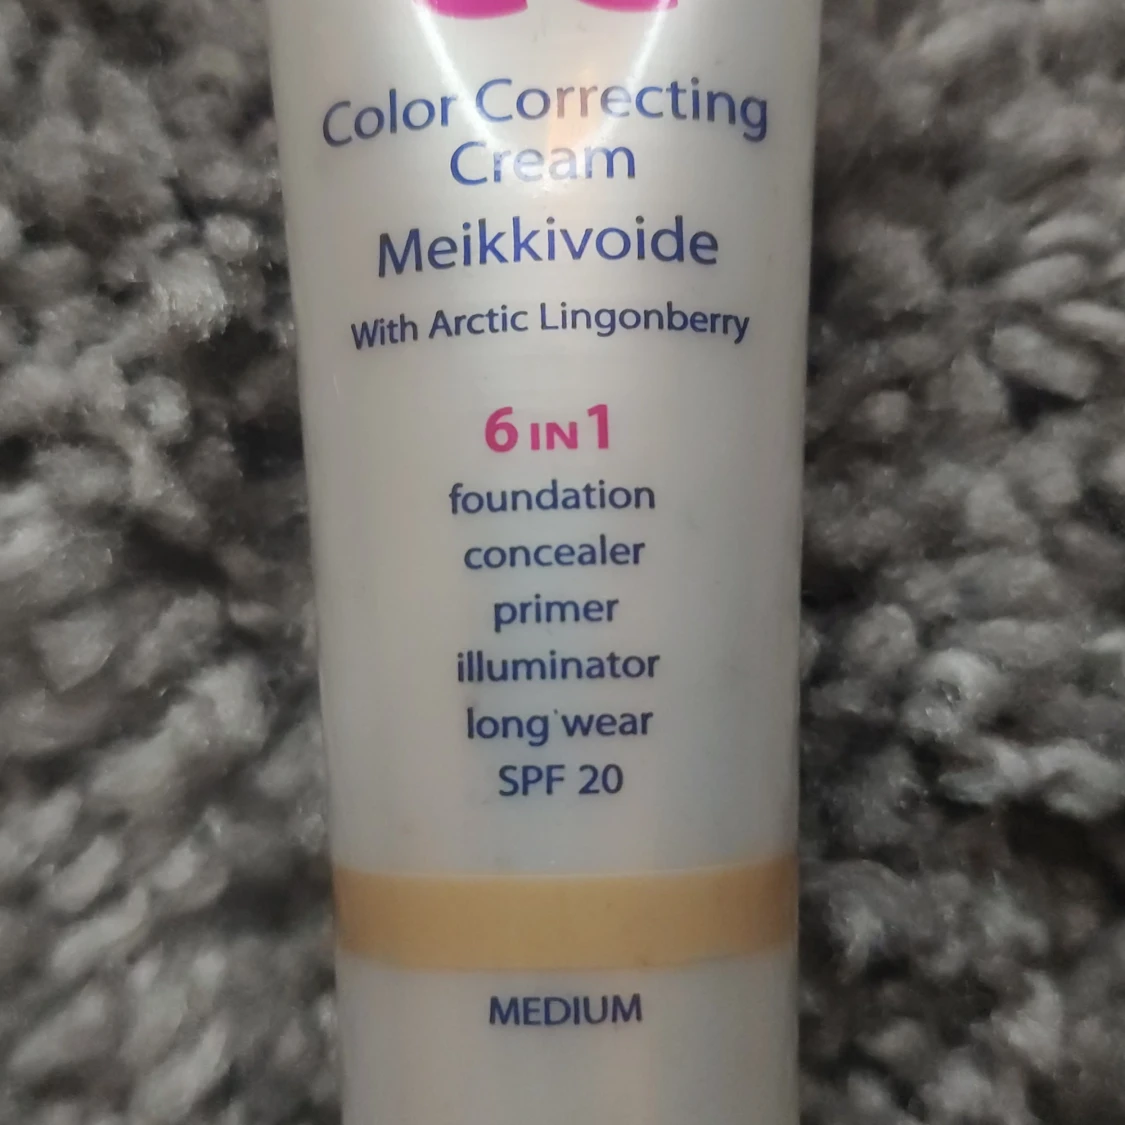 Color Correcting
Cream
Meikkivoide
With Arctic Lingonberry
6 IN 1
foundation
concealer
primer
illuminator
long wear
SPF 20
MEDIUM